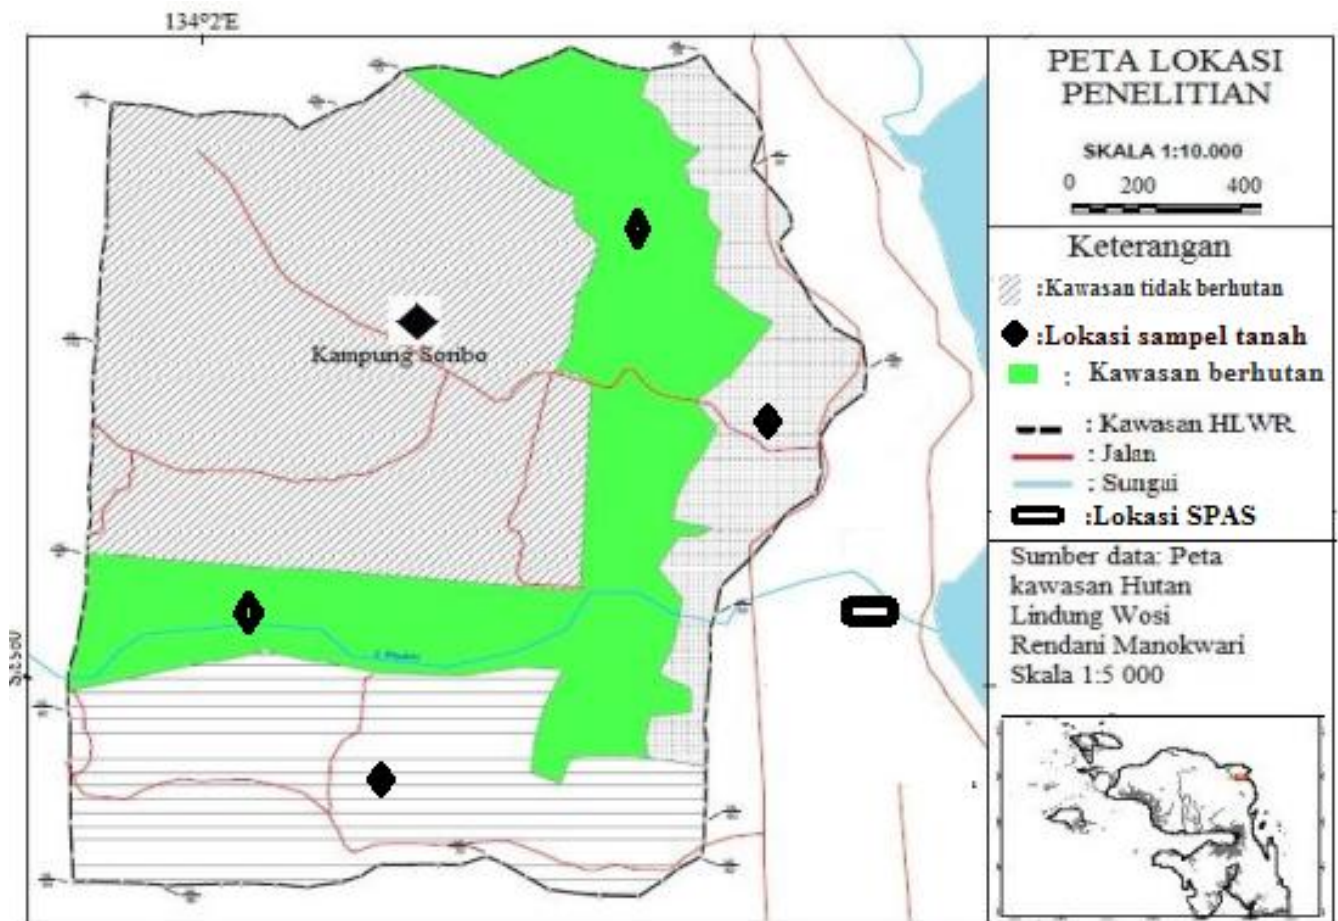 134°2'E
PETA LOKASI
PENELITIAN
SKALA 1:10.000
0 200 400
Keterangan
:Kawasan tidak berhutan
:Lokasi sampel tanah
: Kawasan berhutan
: Kawasan HLWR
: Jalan
: Sungai
:Lokasi SPAS
Sumber data: Peta
kawasan Hutan
Lindung Wosi
Rendani Manokwari
Skala 1:5 000
Kampung Soribo